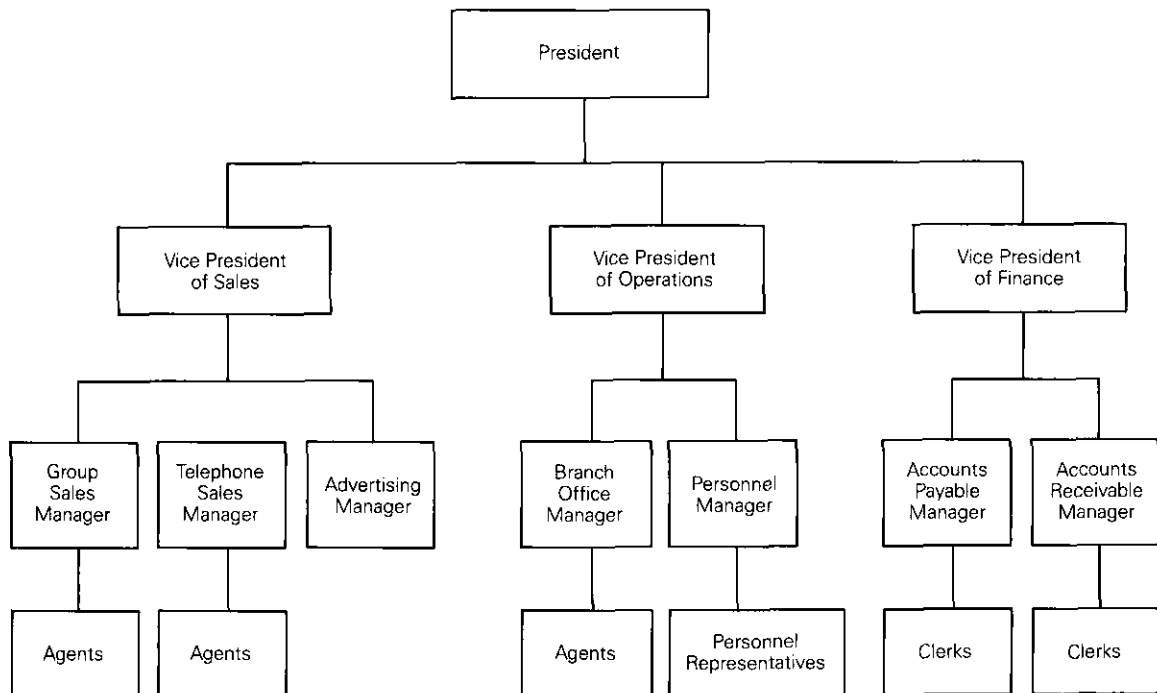 President
Vice President
of Sales
Vice President
of Operations
Vice President
of Finance
Group
Sales
Manager
Telephone
Sales
Manager
Advertising
Manager
Branch
Office
Manager
Personnel
Manager
Accounts
Payable
Manager
Accounts
Receivable
Manager
Agents
Agents
Agents
Personnel
Representatives
Clerks
Clerks